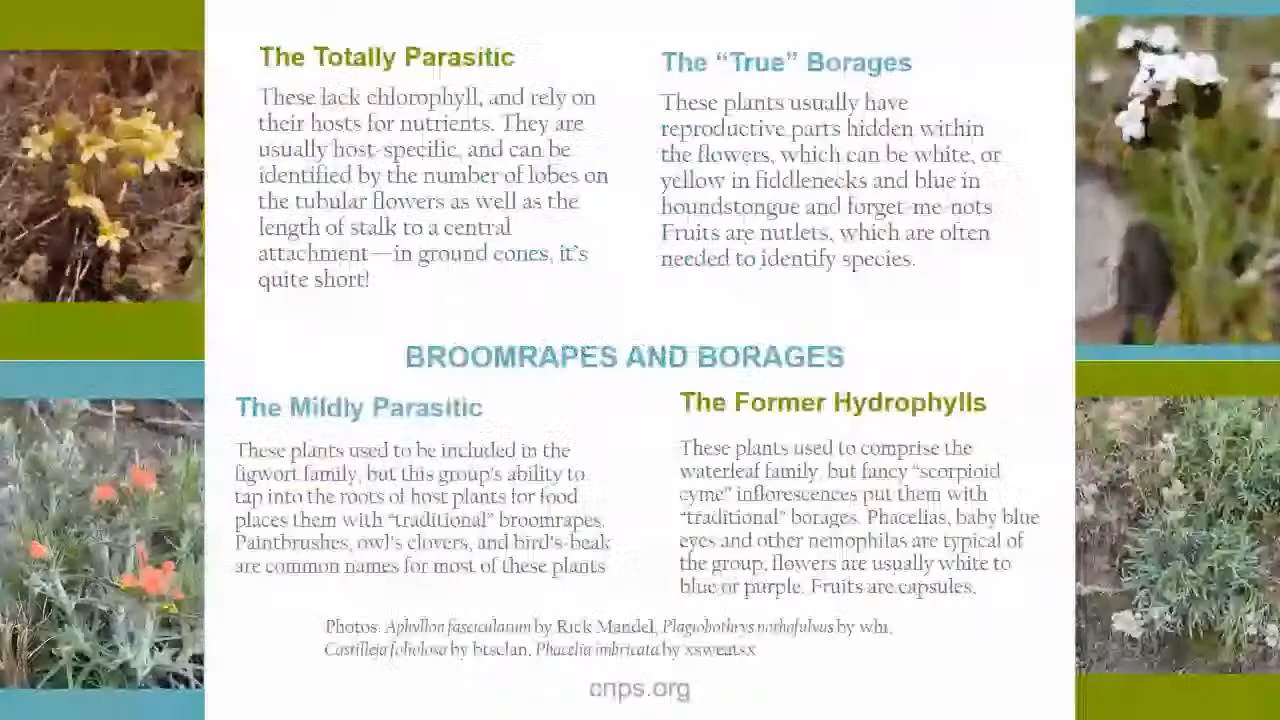 The Totally Parasitic
These lack chlorophyll, and rely on
their hosts for nutrients. They are
usually host-specific, and can be
identified by the number of lobes on
the tubular flowers as well as the
length of stalk to a central
attachment—in ground cones, it's
quite short!
The “True” Borages
These plants usually have
reproductive parts hidden within
the flowers, which can be white, or
yellow in fiddlenecks and blue in
houndstongue and forget-me-nots.
Fruits are nutlets, which are often
needed to identify species.
BROOMRAPES AND BORAGES
The Mildly Parasitic
These plants used to be included in the
figwort family, but this group's ability to
tap into the roots of host plants for food
places them with “traditional” broomrapes.
Paintbrushes, owl's clovers, and bird's-beak
are common names for most of these plants
The Former Hydrophylls
These plants used to comprise the
waterleaf family, but fancy “scorpioid
cyme” inflorescences put them with
“traditional” borages. Phacelias, baby blue
eyes and other nemophilas are typical of
the group, flowers are usually white to
blue or purple. Fruits are capsules.
Photos: Aphyllon fasciculatum by Rick Mandel, Plagiobothrys nothofulvus by whi,
Castilleja foliolosa by btsclan, Phacelia imbricata by xsweatsx
cnps.org